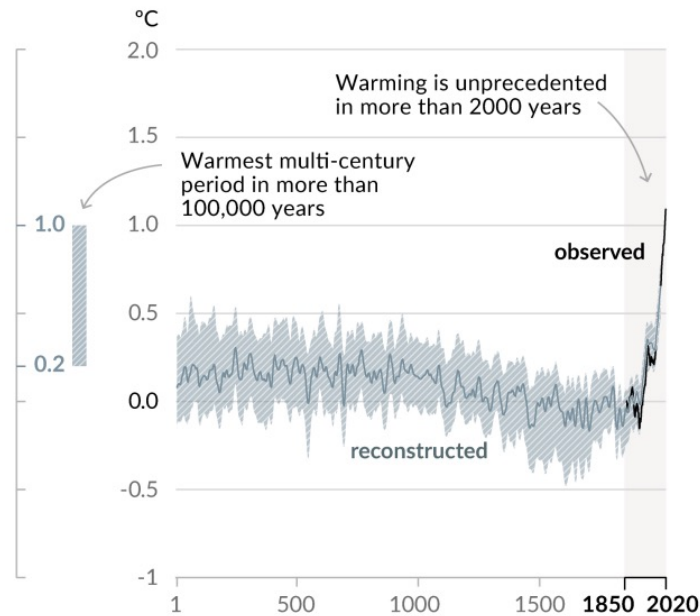 ºC
2.0
Warming is unprecedented
in more than 2000 years
1.5
Warmest multi-century
period in more than
100,000 years
1.0
1.0
observed
0.5
0.2
0.0
reconstructed
-0.5
-1
1
500
1000
1500
1850
2020